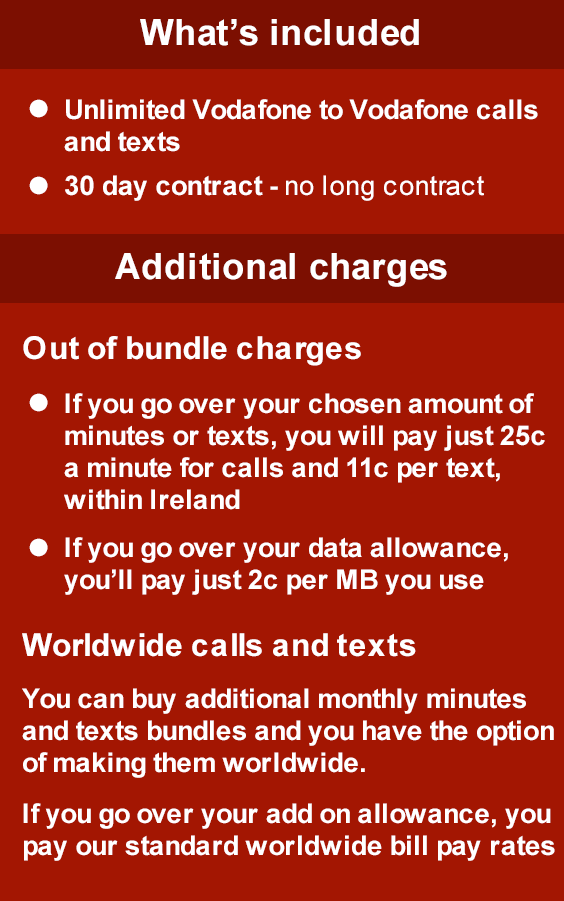 What's included
Unlimited Vodafone to Vodafone calls
and texts
30 day contract - no long contract
Additional charges
Out of bundle charges
If you go over your chosen amount of
minutes or texts, you will pay just 25c
a minute for calls and 11c per text,
within Ireland
If you go over your data allowance,
you'll pay just 2c per MB you use
Worldwide calls and texts
You can buy additional monthly minutes
and texts bundles and you have the option
of making them worldwide.
If you go over your add on allowance, you
pay our standard worldwide bill pay rates